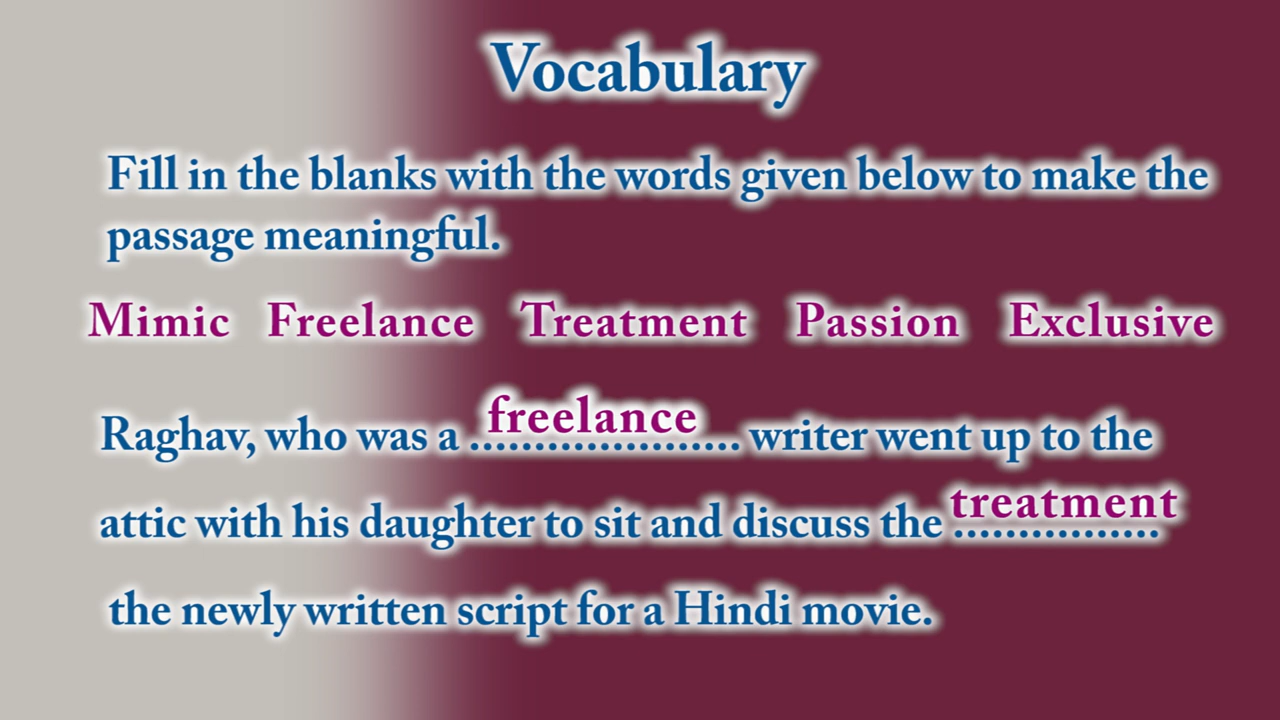 Vocabulary
Fill in the blanks with the words given below to make the
passage meaningful.
Mimic Freelance Treatment Passion Exclusive
Raghav, who was a freelance writer went up to the
attic with his daughter to sit and discuss the treatment
the newly written script for a Hindi movie.